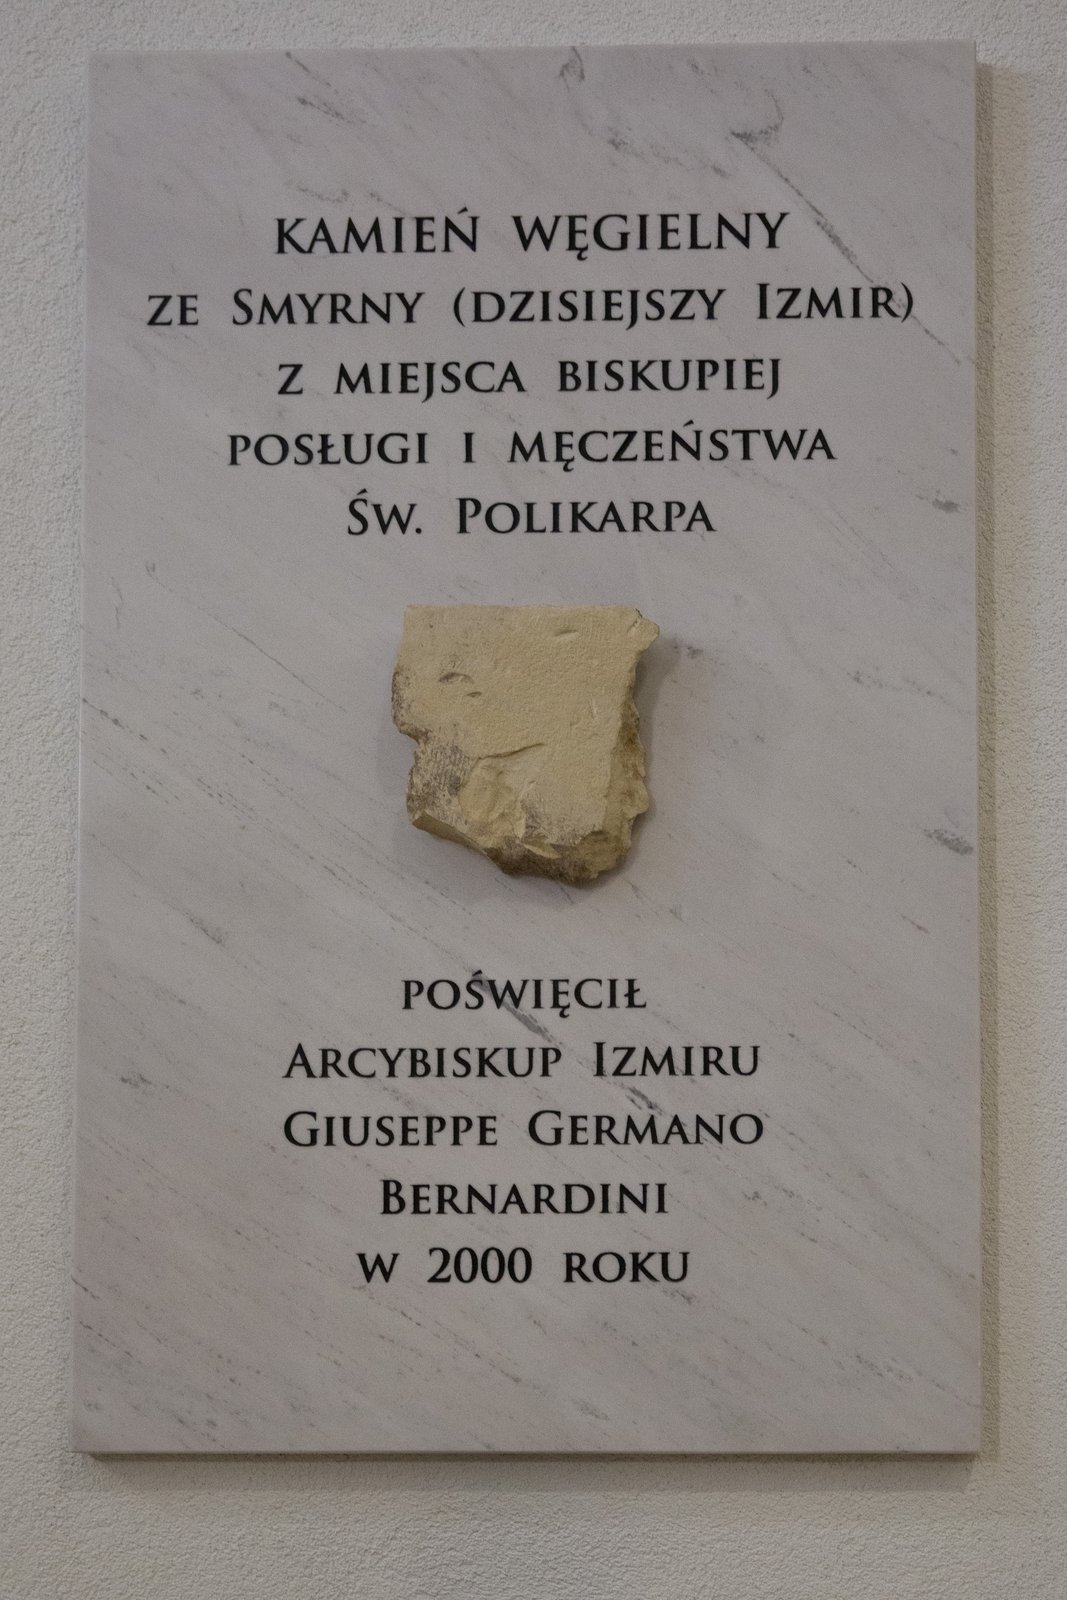 KAMIEŃ WĘGIELNY
ZE SMYRNY (DZISIEJSZY IZMIR)
Z MIEJSCA BISKUPIEJ
POSŁUGI I MĘCZEŃSTWA
ŚW. POLIKARPA
POŚWIĘCIŁ
ARCYBISKUP IZMIRU
GIUSEPPE GERMANO
BERNARDINI
W 2000 ROKU